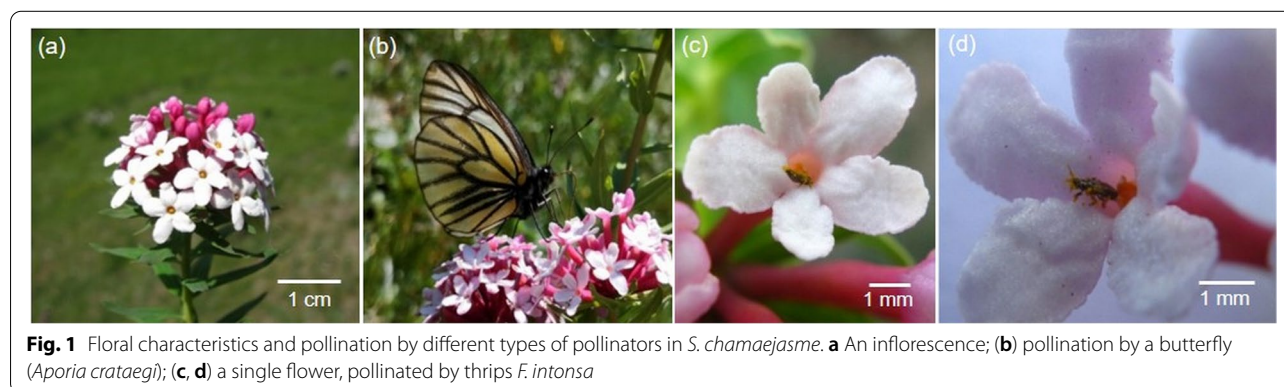 (a)
(b)
(c)
(d)
1 cm
1 mm
1 mm
Fig. 1 Floral characteristics and pollination by different types of pollinators in S. chamaejasme. a An inflorescence; (b) pollination by a butterfly
(Aporia crataegi); (c, d) a single flower, pollinated by thrips F. intonsa